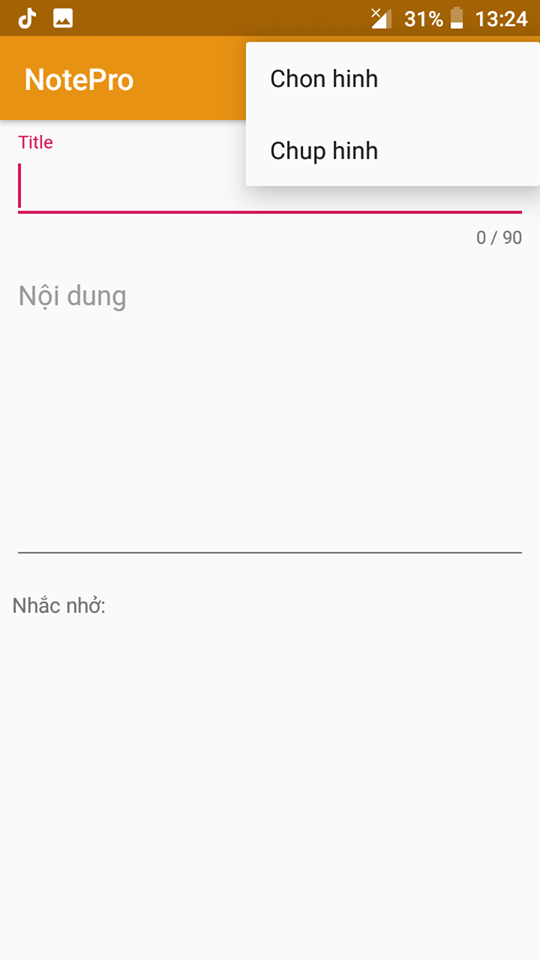 31% 13:24
NotePro
Chon hinh
Chup hinh
Title
0 / 90
Nội dung
Nhắc nhở: